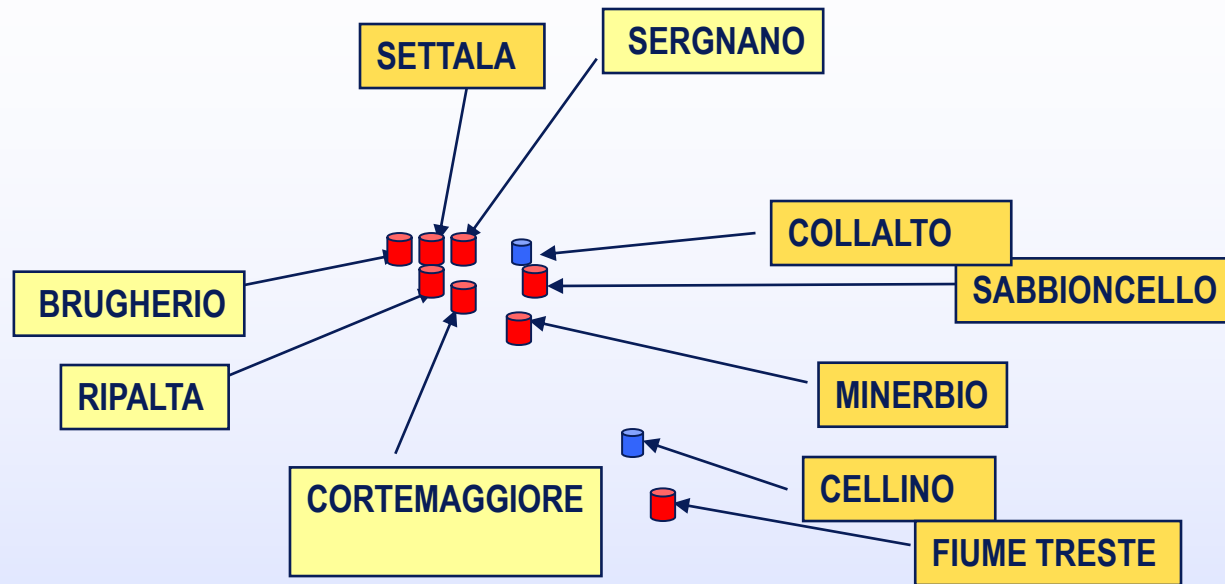 SERGNANO
SETTALA
COLLALTO
SABBIONCELLO
BRUGHERIO
RIPALTA
MINERBIO
CORTEMAGGIORE
CELLINO
FIUME TRESTE